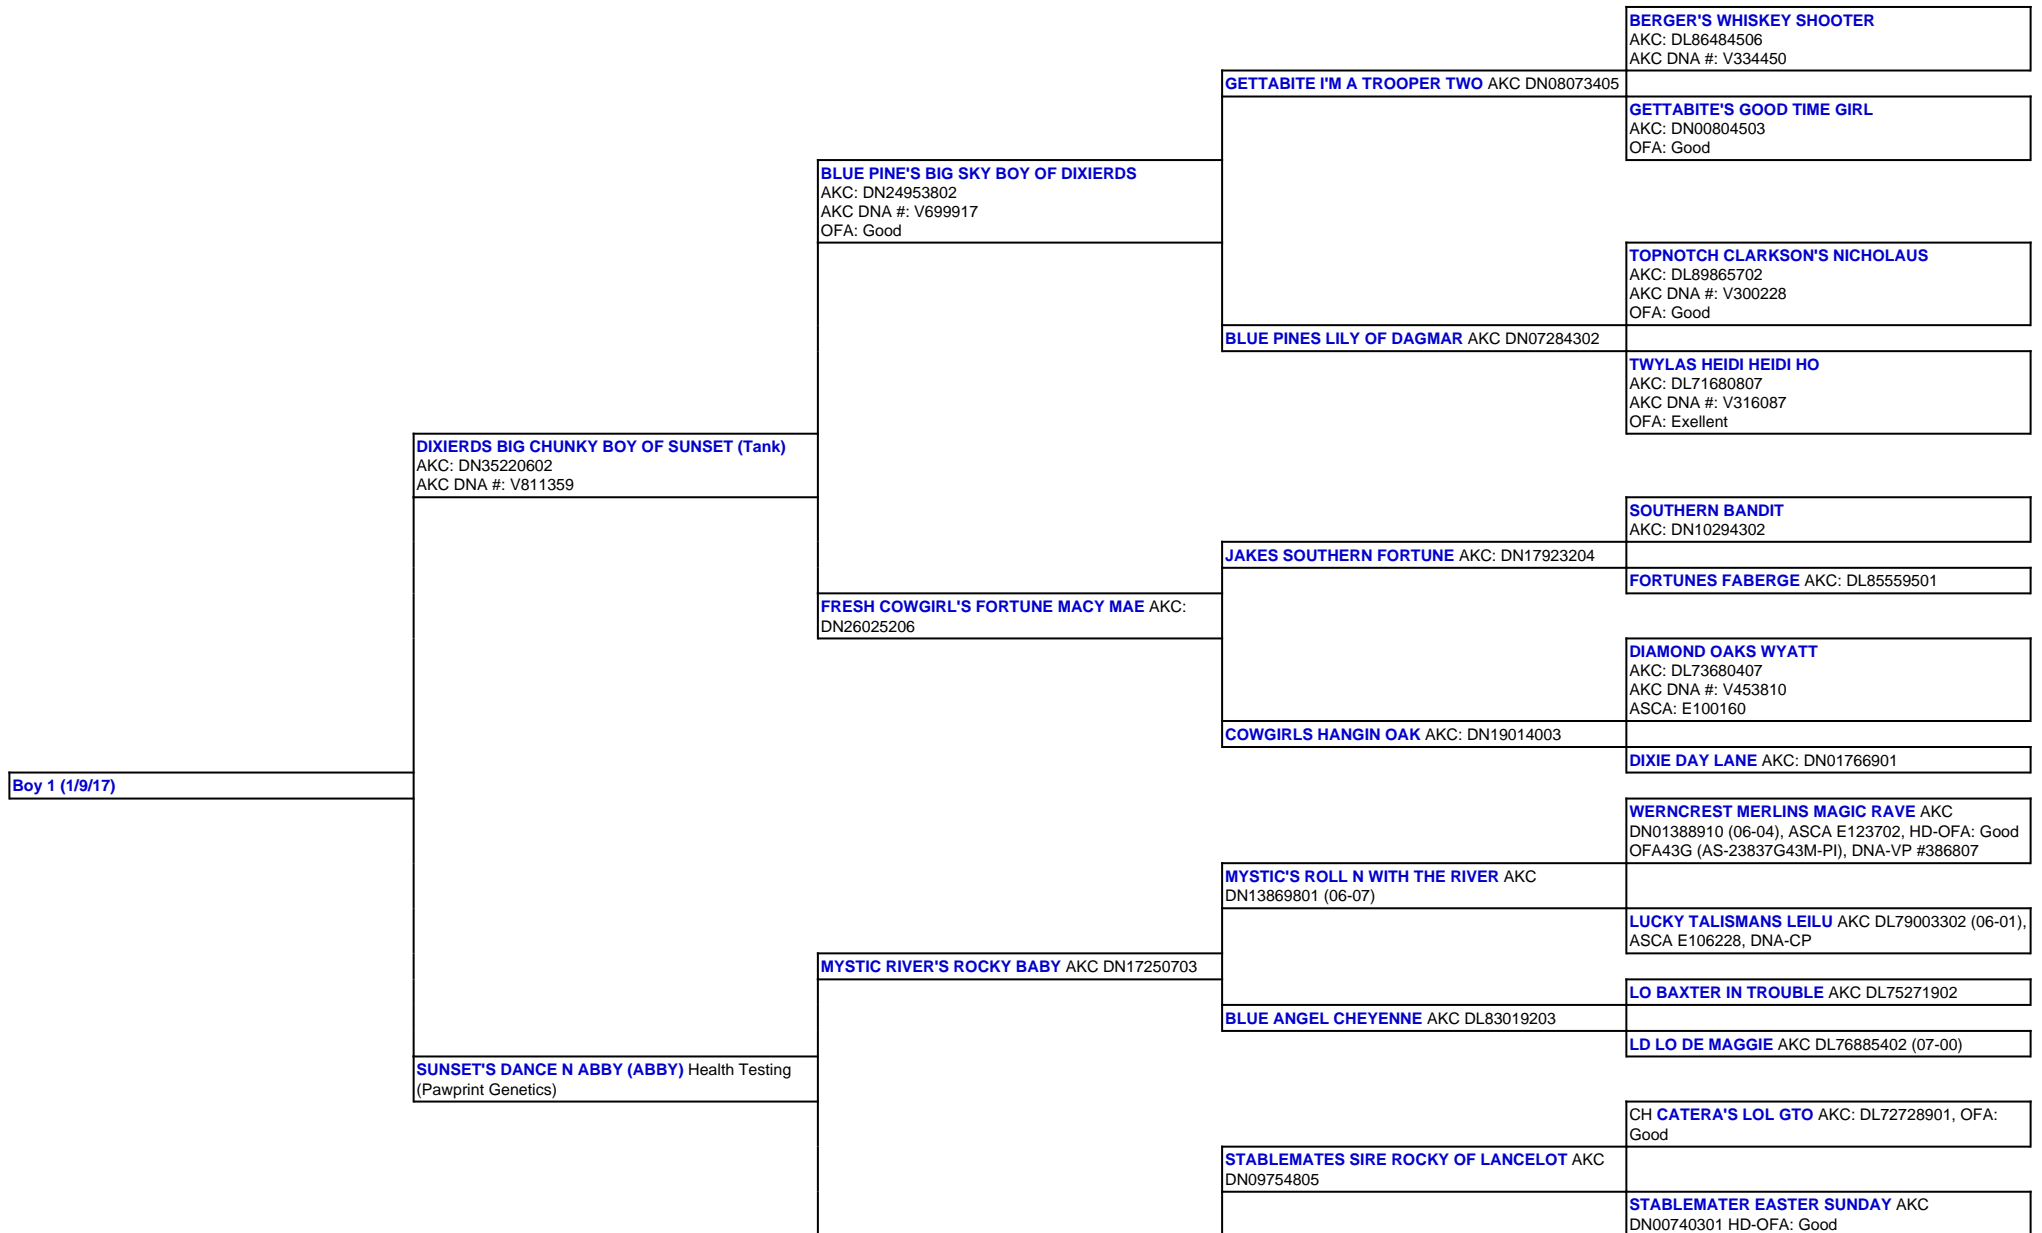 BERGER'S WHISKEY SHOOTER
AKC: DL86484506
AKC DNA #: V334450
GETTABITE I'M A TROOPER TWO AKC DN08073405
GETTABITE'S GOOD TIME GIRL
AKC: DN00804503
OFA: Good
BLUE PINE'S BIG SKY BOY OF DIXIERDS
AKC: DN24953802
AKC DNA #: V699917
OFA: Good
TOPNOTCH CLARKSON'S NICHOLAUS
AKC: DL89865702
AKC DNA #: V300228
OFA: Good
BLUE PINES LILY OF DAGMAR AKC DN07284302
TWYLAS HEIDI HEIDI HO
AKC: DL71680807
AKC DNA #: V316087
OFA: Exellent
DIXIERDS BIG CHUNKY BOY OF SUNSET (Tank)
AKC: DN35220602
AKC DNA #: V811359
SOUTHERN BANDIT
AKC: DN10294302
JAKES SOUTHERN FORTUNE AKC: DN17923204
FORTUNES FABERGE AKC: DL85559501
FRESH COWGIRL'S FORTUNE MACY MAE AKC:
DN26025206
DIAMOND OAKS WYATT
AKC: DL73680407
AKC DNA #: V453810
ASCA: E100160
COWGIRLS HANGIN OAK AKC: DN19014003
DIXIE DAY LANE AKC: DN01766901
Boy 1 (1/9/17)
WERNCREST MERLINS MAGIC RAVE AKC
DN01388910 (06-04), ASCA E123702, HD-OFA: Good
OFA43G (AS-23837G43M-PI), DNA-VP #386807
MYSTIC'S ROLL N WITH THE RIVER AKC
DN13869801 (06-07)
LUCKY TALISMANS LEILU AKC DL79003302 (06-01),
ASCA E106228, DNA-CP
MYSTIC RIVER'S ROCKY BABY AKC DN17250703
LO BAXTER IN TROUBLE AKC DL75271902
BLUE ANGEL CHEYENNE AKC DL83019203
LD LO DE MAGGIE AKC DL76885402 (07-00)
SUNSET'S DANCE N ABBY (ABBY) Health Testing
(Pawprint Genetics)
CH CATERA'S LOL GTO AKC: DL72728901, OFA:
Good
STABLEMATES SIRE ROCKY OF LANCELOT AKC
DN09754805
STABLEMATER EASTER SUNDAY AKC
DN00740301 HD-OFA: Good